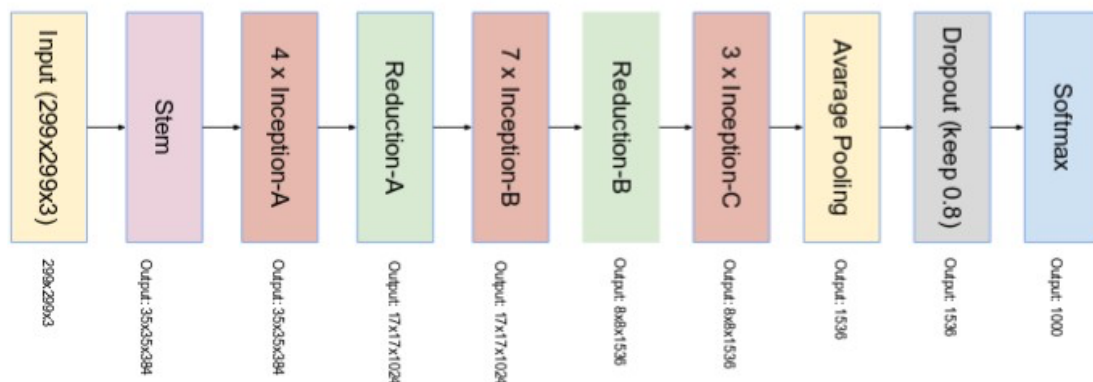 Input (299x299x3)
299x299x3
Stem
Output: 35x35x384
4 x Inception-A
Output: 35x35x384
Reduction-A
Output: 17x17x1024
7 x Inception-B
Output: 17x17x1024
Reduction-B
Output: 8x8x1536
3 x Inception-C
Output: 8x8x1536
Avarage Pooling
Output: 1536
Dropout (keep 0.8)
Output: 1536
Softmax
Output: 1000